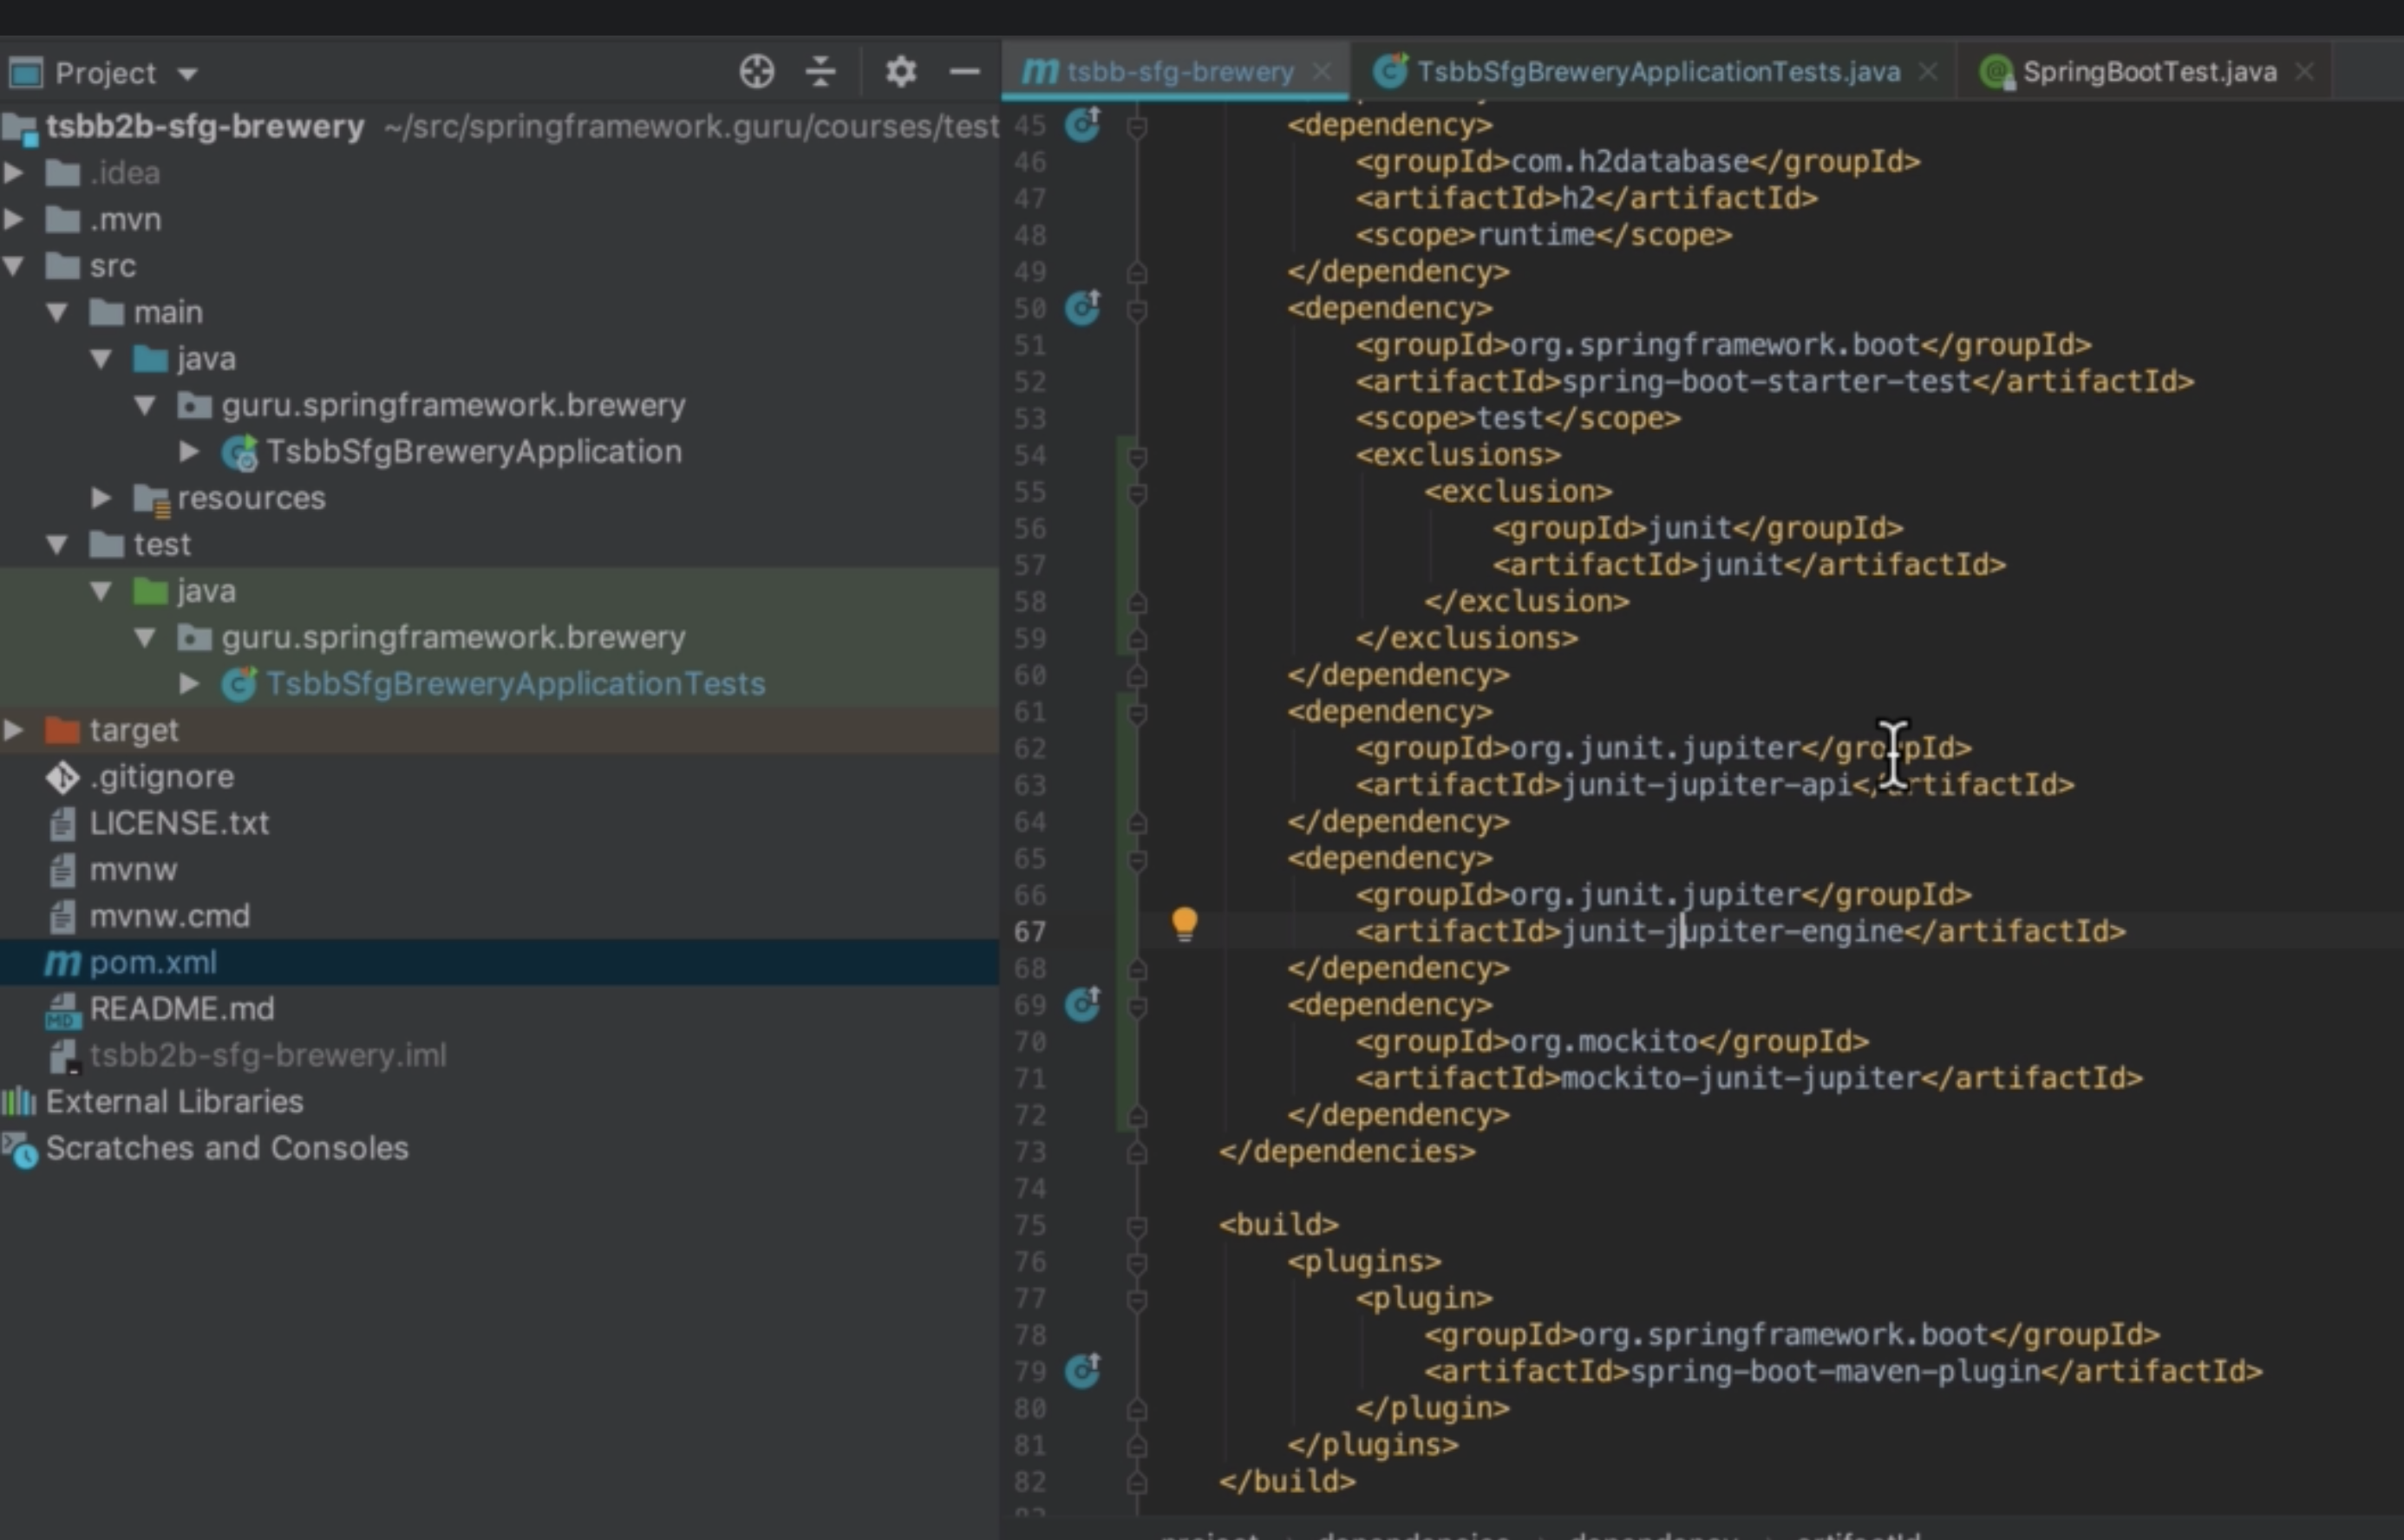 Project
tsbb2b-sfg-brewery ~/src/springframework.guru/courses/test
.idea
.mvn
src
main
java
guru.springframework.brewery
TsbbSfgBreweryApplication
resources
test
java
guru.springframework.brewery
TsbbSfgBreweryApplicationTests
target
.gitignore
LICENSE.txt
mvnw
mvnw.cmd
pom.xml
README.md
tsbb2b-sfg-brewery.iml
External Libraries
Scratches and Consoles
tsbb-sfg-brewery TsbbSfgBreweryApplicationTests.java SpringBootTest.java
45 <dependency>
46 <groupId>com.h2database</groupId>
47 <artifactId>h2</artifactId>
48 <scope>runtime</scope>
49 </dependency>
50 <dependency>
51 <groupId>org.springframework.boot</groupId>
52 <artifactId>spring-boot-starter-test</artifactId>
53 <scope>test</scope>
54 <exclusions>
55 <exclusion>
56 <groupId>junit</groupId>
57 <artifactId>junit</artifactId>
58 </exclusion>
59 </exclusions>
60 </dependency>
61 <dependency>
62 <groupId>org.junit.jupiter</groupId>
63 <artifactId>junit-jupiter-api</artifactId>
64 </dependency>
65 <dependency>
66 <groupId>org.junit.jupiter</groupId>
67 <artifactId>junit-jupiter-engine</artifactId>
68 </dependency>
69 <dependency>
70 <groupId>org.mockito</groupId>
71 <artifactId>mockito-junit-jupiter</artifactId>
72 </dependency>
73 </dependencies>
74
75 <build>
76 <plugins>
77 <plugin>
78 <groupId>org.springframework.boot</groupId>
79 <artifactId>spring-boot-maven-plugin</artifactId>
80 </plugin>
81 </plugins>
82 </build>